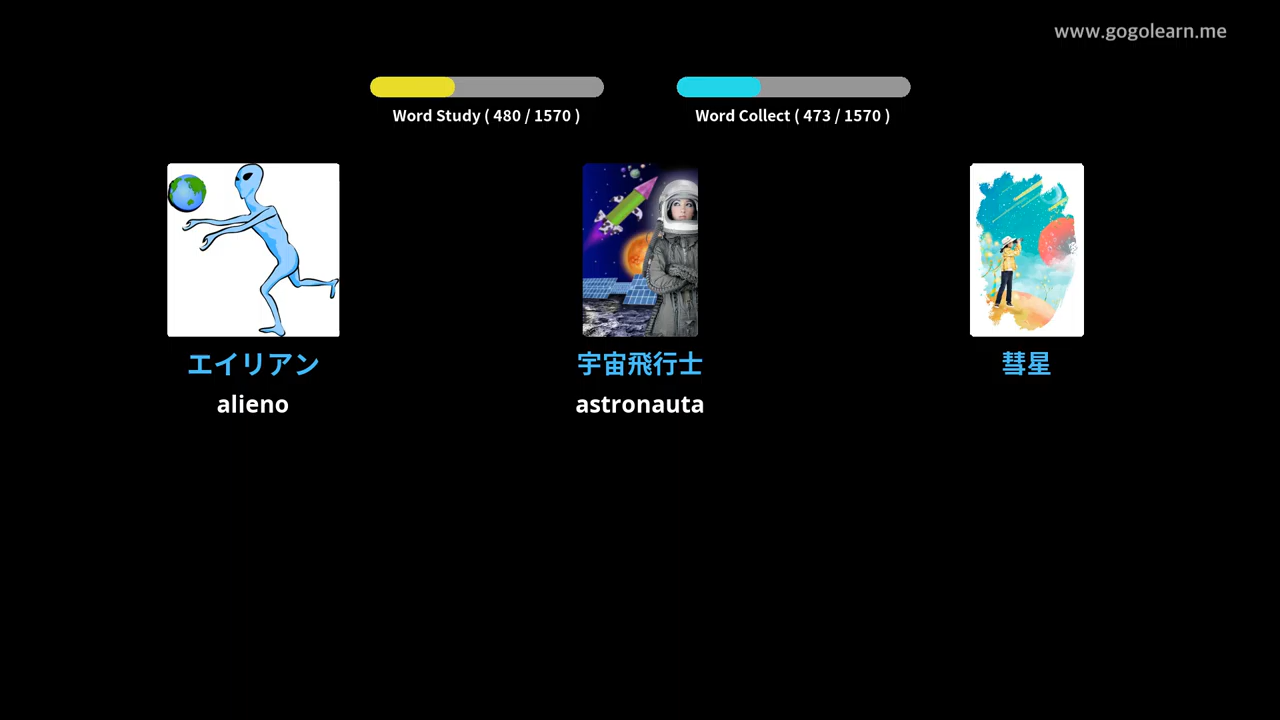 www.gogolearn.me
Word Study ( 480 / 1570 )
Word Collect ( 473 / 1570 )
エイリアン
alieno
宇宙飛行士
astronauta
彗星